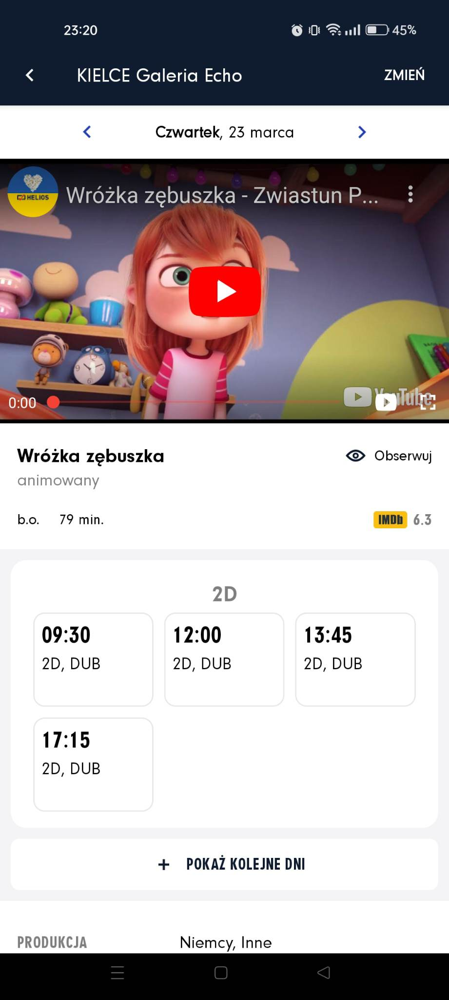 23:20
45%
KIELCE Galeria Echo
ZMIEŃ
Czwartek, 23 marca
HELIOS
Wróżka zębuszka - Zwiastun P...
0:00
YouTube
Wróżka zębuszka
Obserwuj
animowany
b.o. 79 min.
IMDb 6.3
2D
09:30 12:00 13:45
2D, DUB 2D, DUB 2D, DUB
17:15
2D, DUB
+ POKAŻ KOLEJNE DNI
PRODUKCJA Niemcy, Inne